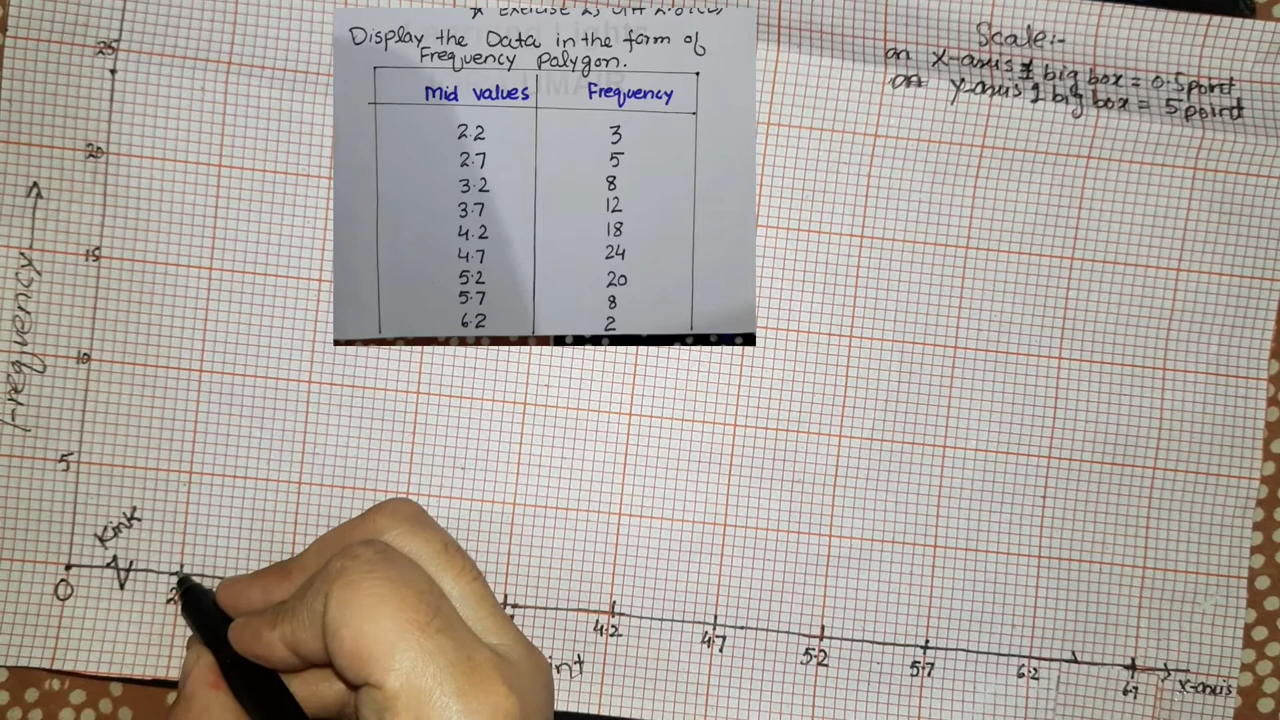 Display the Data in the form of
Frequency Polygon.
Mid values Frequency
2.2 3
2.7 5
3.2 8
3.7 12
4.2 18
4.7 24
5.2 20
5.7 8
6.2 2
Scale:-
on x-axis 1 big box = 0.5 point
on y-axis 1 big box = 5 point
25
20
15
10
5
0
Kink
4.2
4.7
5.2
5.7
6.2
6.7
x-axis